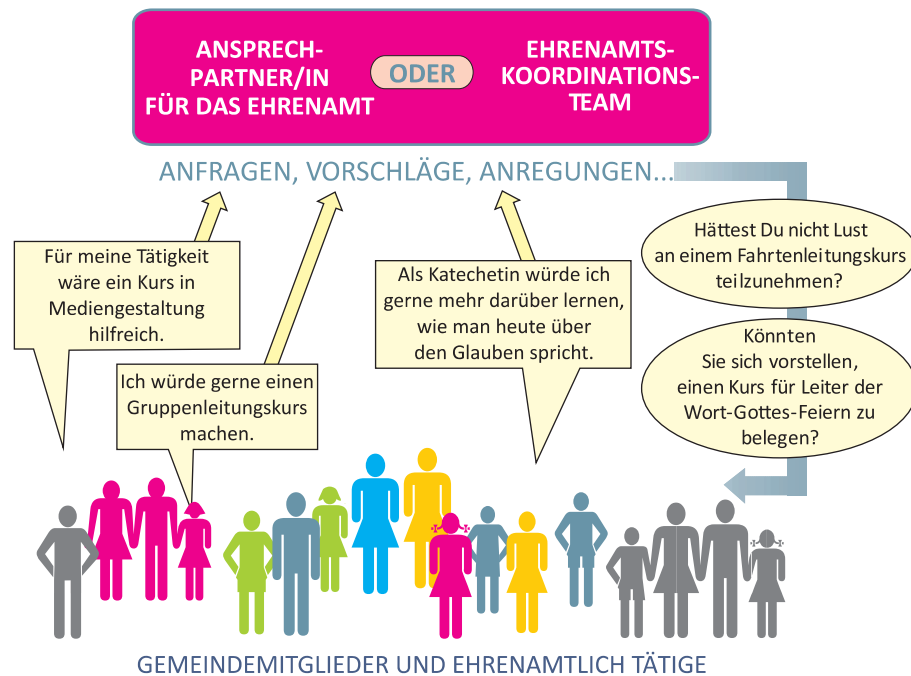 ANSPRECH-
PARTNER/IN
FÜR DAS EHRENAMT
ODER
EHRENAMTS-
KOORDINATIONS-
TEAM
ANFRAGEN, VORSCHLÄGE, ANREGUNGEN...
Für meine Tätigkeit
wäre ein Kurs in
Mediengestaltung
hilfreich.
Ich würde gerne einen
Gruppenleitungskurs
machen.
Als Katechetin würde ich
gerne mehr darüber lernen,
wie man heute über
den Glauben spricht.
Hättest Du nicht Lust
an einem Fahrtenleitungskurs
teilzunehmen?
Könnten
Sie sich vorstellen,
einen Kurs für Leiter der
Wort-Gottes-Feiern zu
belegen?
GEMEINDEMITGLIEDER UND EHRENAMTLICH TÄTIGE